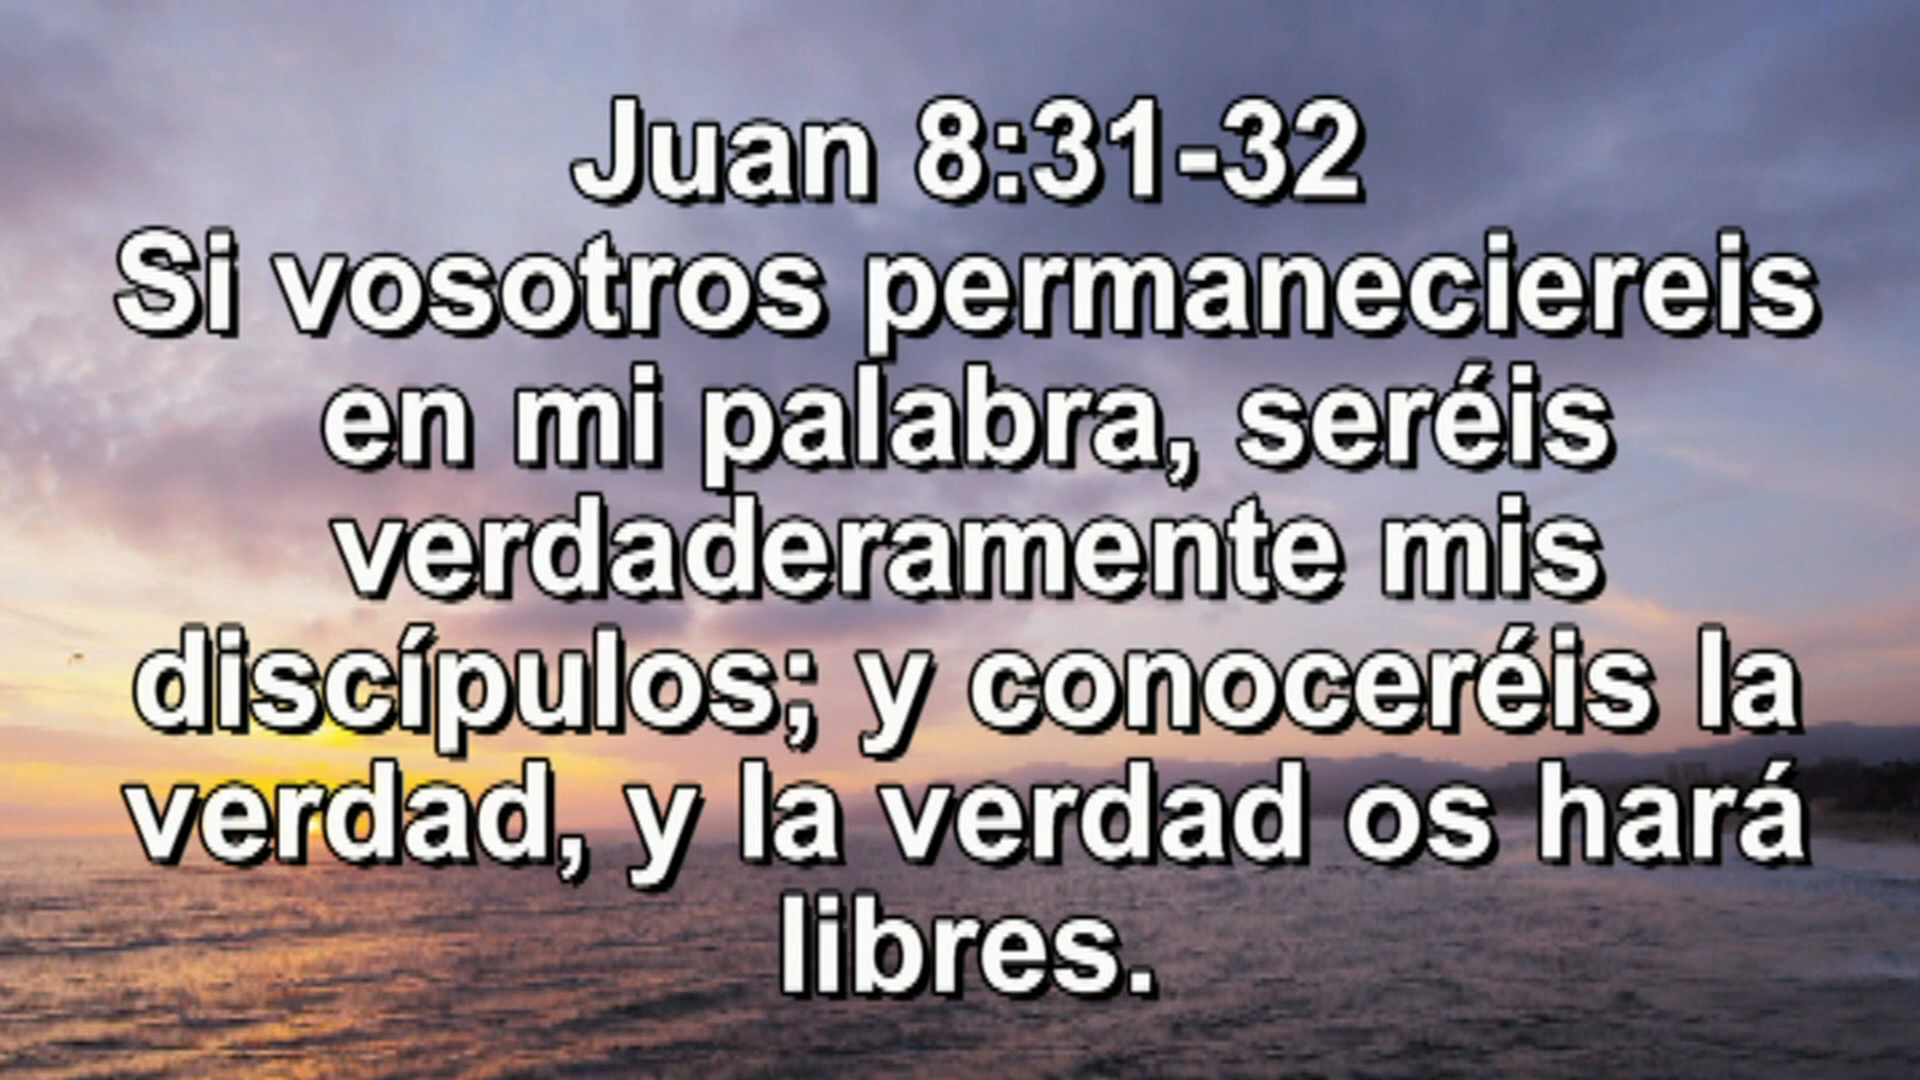 Juan 8:31-32
Si vosotros permaneciereis
en mi palabra, seréis
verdaderamente mis
discípulos; y conoceréis la
verdad, y la verdad os hará
libres.